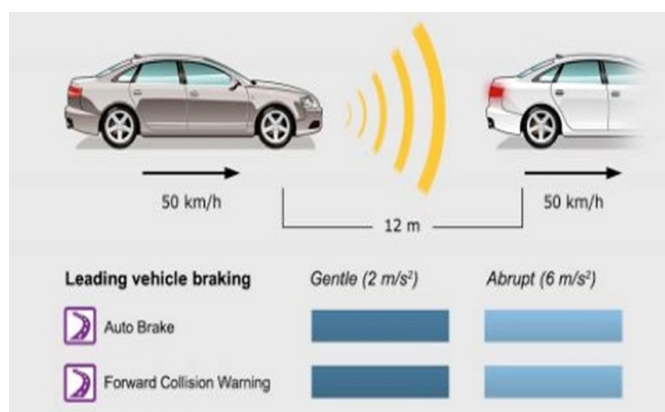 50 km/h
50 km/h
12 m
Leading vehicle braking Gentle (2 m/s²) Abrupt (6 m/s²)
Auto Brake
Forward Collision Warning